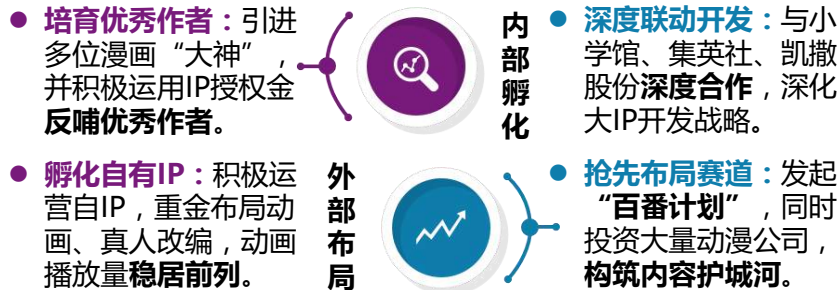 培育优秀作者：引进
多位漫画“大神”，
并积极运用IP授权金
反哺优秀作者。
孵化自有IP：积极运
营自IP，重金布局动
画、真人改编，动画
播放量稳居前列。
内
部
孵
化
外
部
布
局
深度联动开发：与小
学馆、集英社、凯撒
股份深度合作，深化
大IP开发战略。
抢先布局赛道：发起
“百番计划”，同时
投资大量动漫公司，
构筑内容护城河。